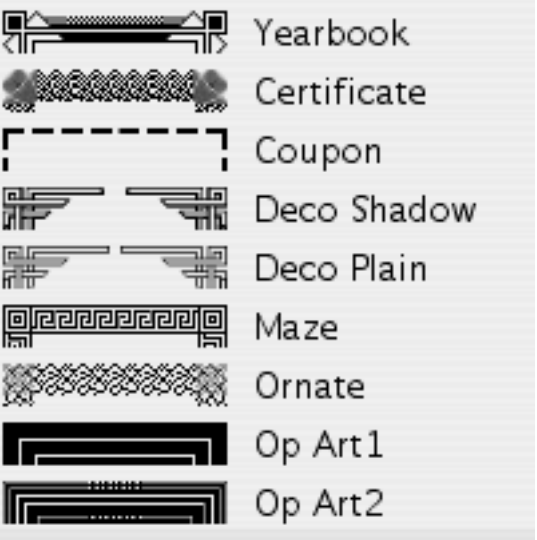 Yearbook
Certificate
Coupon
Deco Shadow
Deco Plain
Maze
Ornate
Op Art1
Op Art2